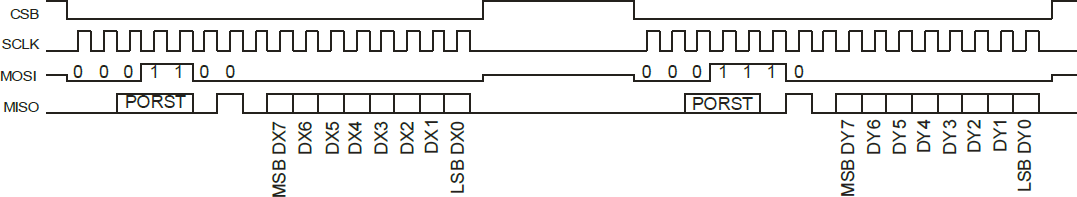 CSB
SCLK
MOSI 0 0 0 1 1 0 0 0 0 0 1 1 1 0
MISO PORST PORST
MSB DX7
DX6
DX5
DX4
DX3
DX2
DX1
LSB DX0
MSB DY7
DY6
DY5
DY4
DY3
DY2
DY1
LSB DY0